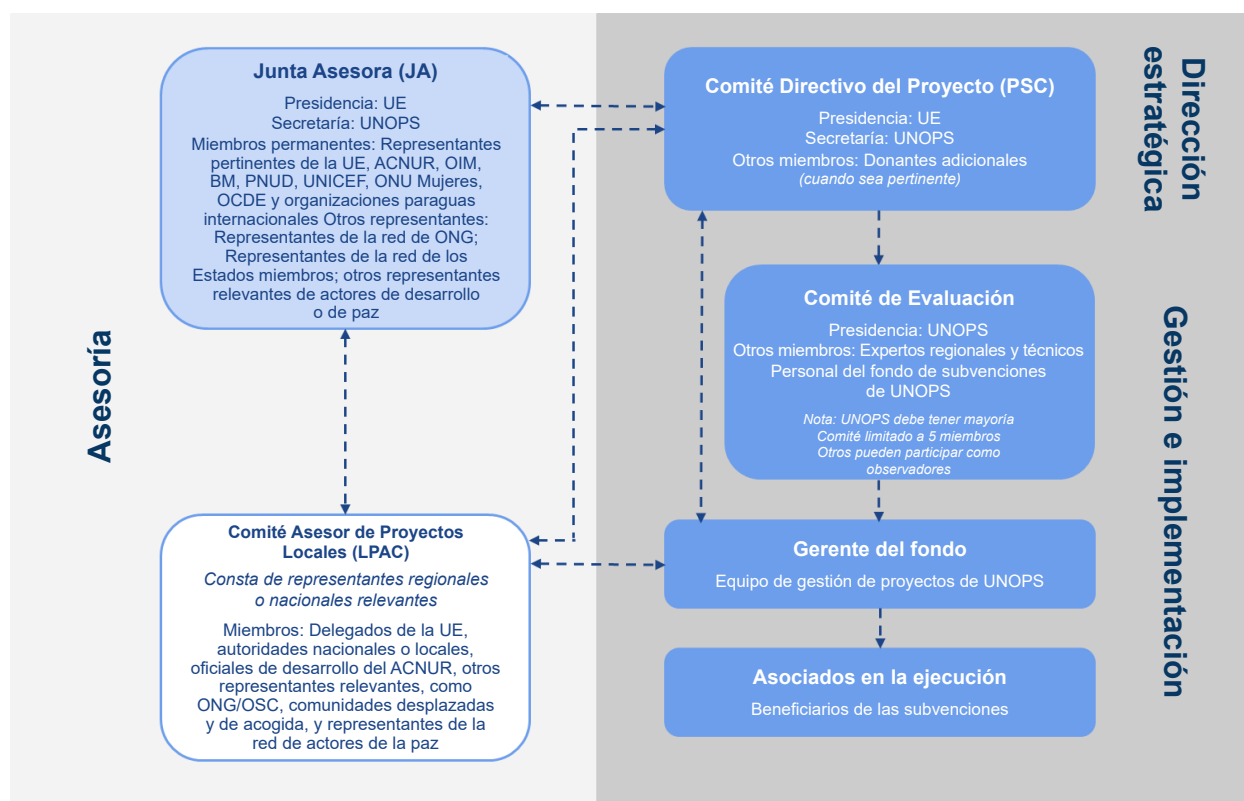 Asesoría
Junta Asesora (JA)
Presidencia: UE
Secretaría: UNOPS
Miembros permanentes: Representantes
pertinentes de la UE, ACNUR, OIM,
BM, PNUD, UNICEF, ONU Mujeres,
OCDE y organizaciones paraguas
internacionales Otros representantes:
Representantes de la red de ONG;
Representantes de la red de los
Estados miembros; otros representantes
relevantes de actores de desarrollo
o de paz
Comité Asesor de Proyectos
Locales (LPAC)
Consta de representantes regionales
o nacionales relevantes
Miembros: Delegados de la UE,
autoridades nacionales o locales,
oficiales de desarrollo del ACNUR, otros
representantes relevantes, como
ONG/OSC, comunidades desplazadas
y de acogida, y representantes de la
red de actores de la paz
Dirección
estratégica
Comité Directivo del Proyecto (PSC)
Presidencia: UE
Secretaría: UNOPS
Otros miembros: Donantes adicionales
(cuando sea pertinente)
Gestión e implementación
Comité de Evaluación
Presidencia: UNOPS
Otros miembros: Expertos regionales y técnicos
Personal del fondo de subvenciones
de UNOPS
Nota: UNOPS debe tener mayoría
Comité limitado a 5 miembros
Otros pueden participar como
observadores
Gerente del fondo
Equipo de gestión de proyectos de UNOPS
Asociados en la ejecución
Beneficiarios de las subvenciones